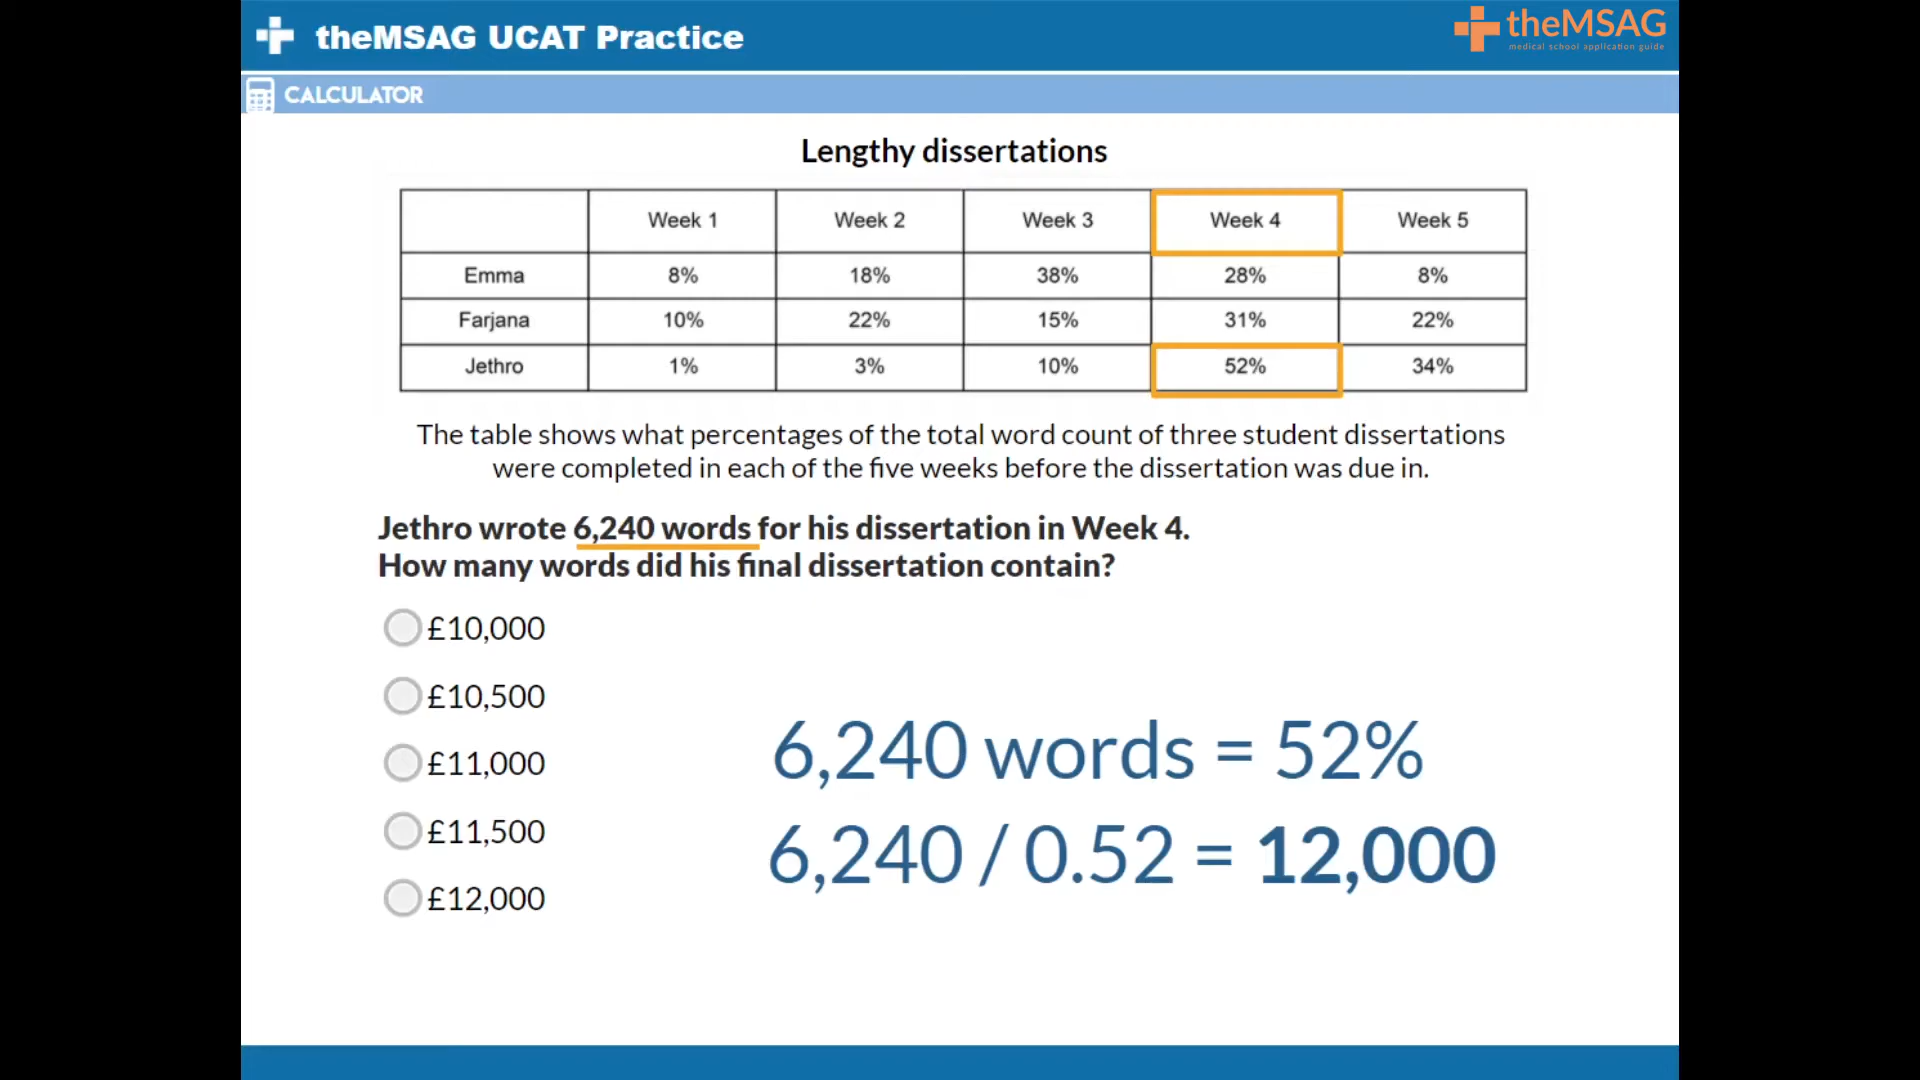 theMSAG UCAT Practice
theMSAG
medical school application guide
CALCULATOR
Lengthy dissertations
Week 1 Week 2 Week 3 Week 4 Week 5
Emma 8% 18% 38% 28% 8%
Farjana 10% 22% 15% 31% 22%
Jethro 1% 3% 10% 52% 34%
The table shows what percentages of the total word count of three student dissertations
were completed in each of the five weeks before the dissertation was due in.
Jethro wrote 6,240 words for his dissertation in Week 4.
How many words did his final dissertation contain?
£10,000
£10,500
£11,000
£11,500
£12,000
6,240 words = 52%
6,240 / 0.52 = 12,000